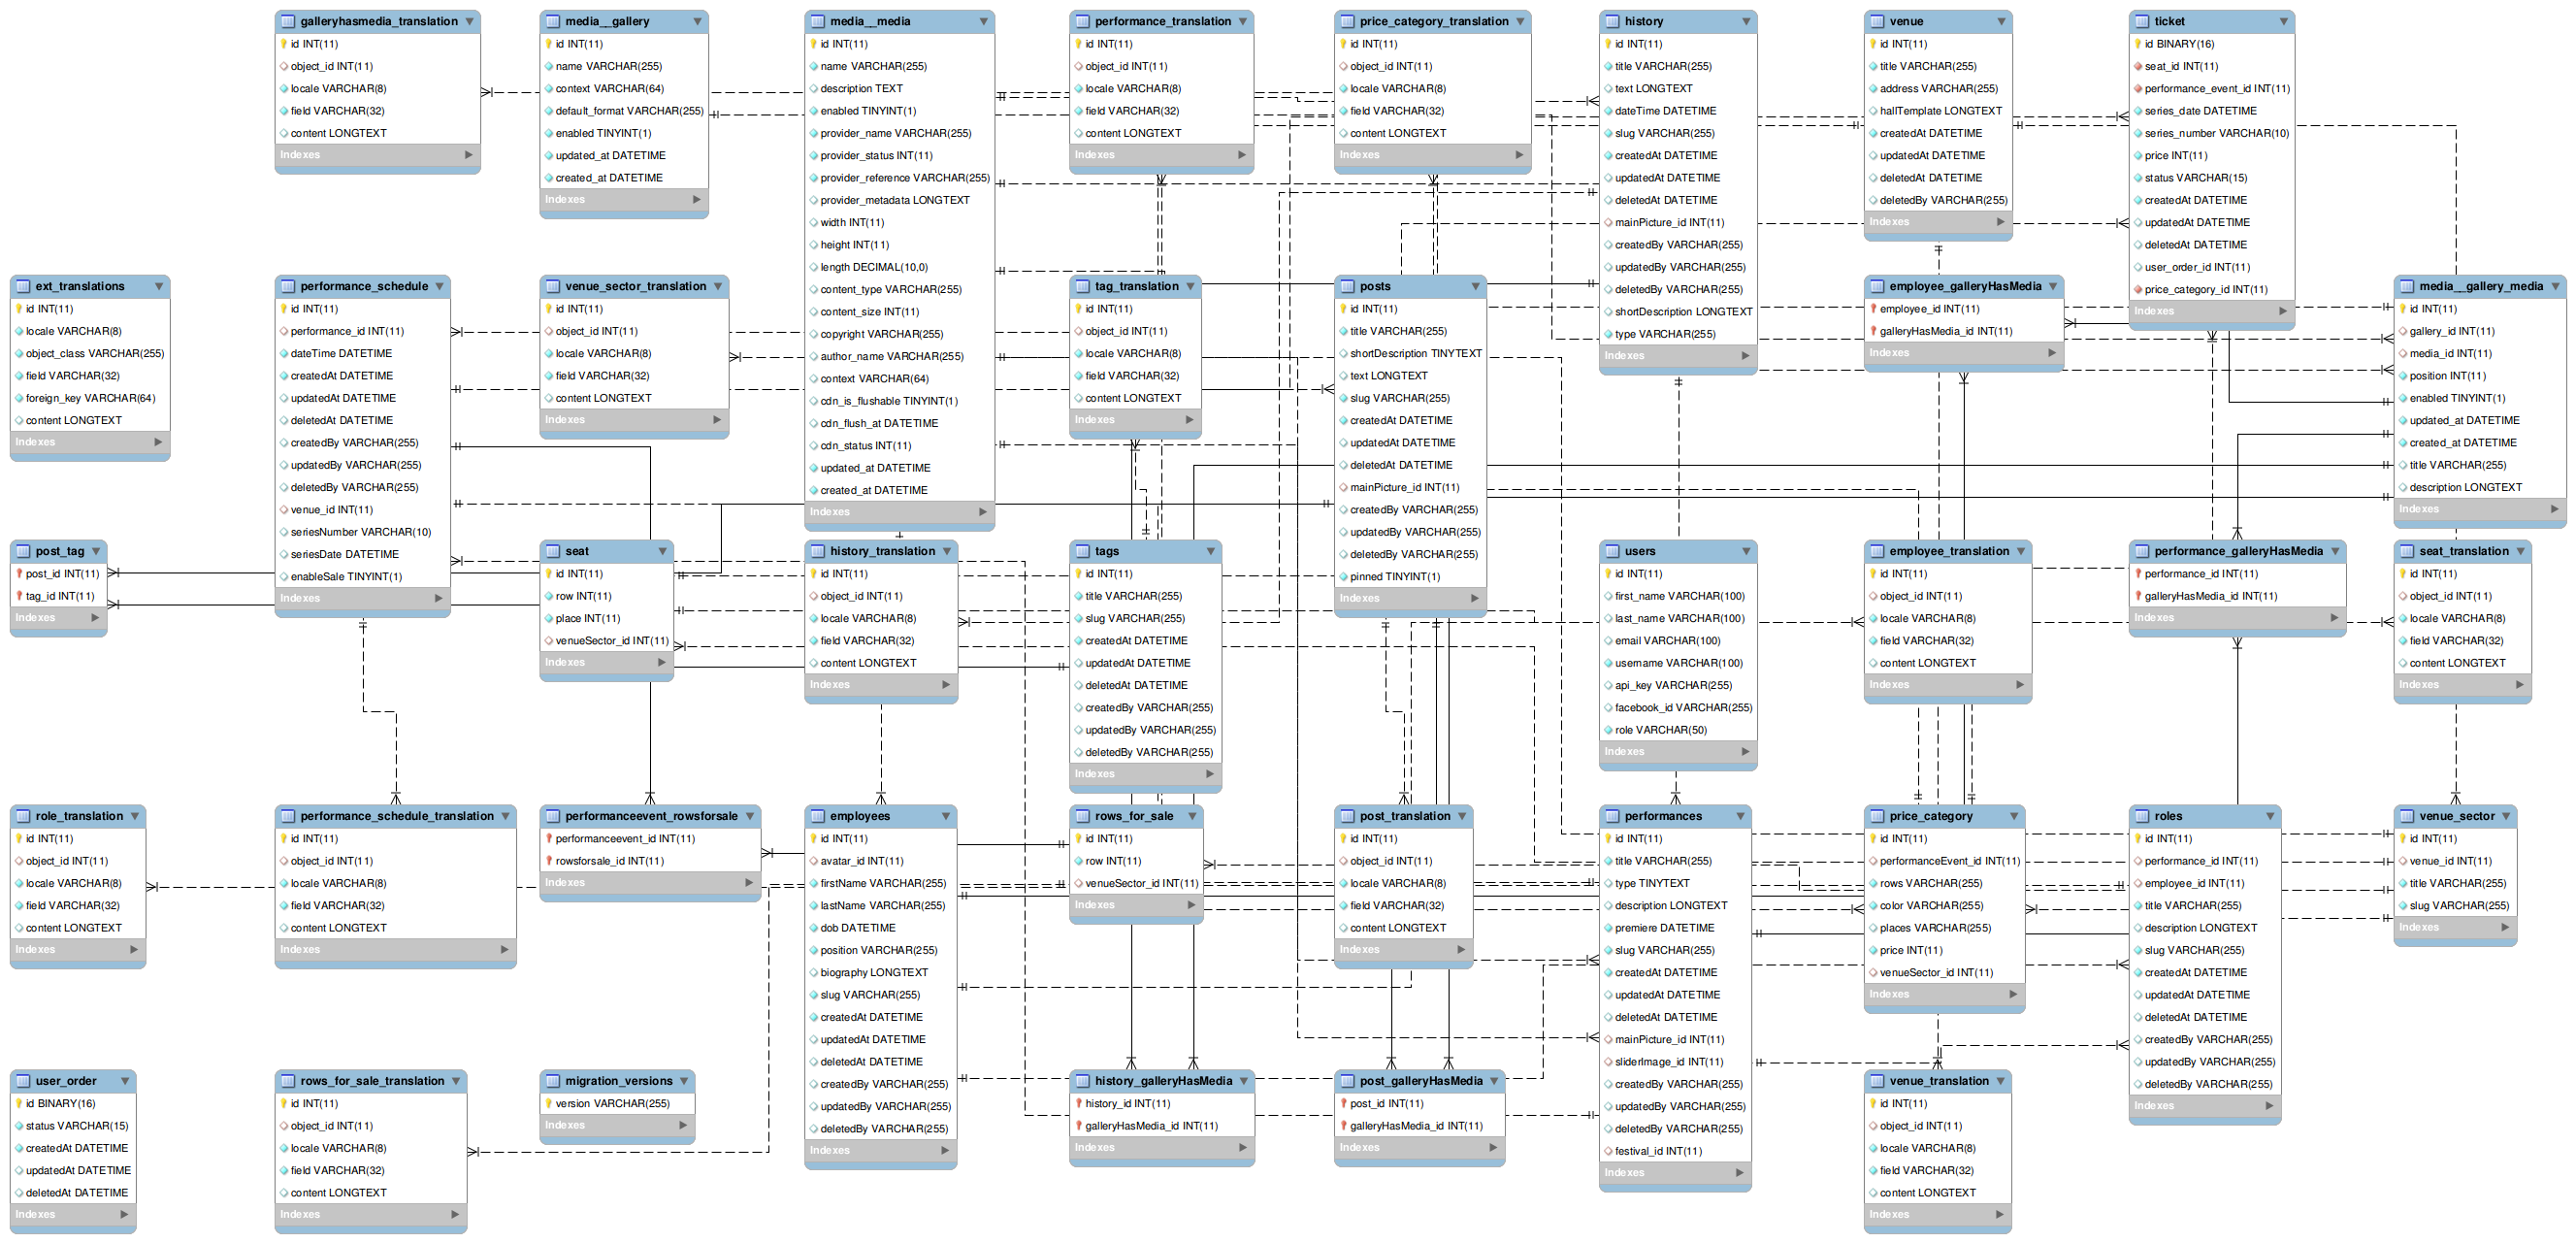 galleryhasmedia_translation
id INT(11)
object_id INT(11)
locale VARCHAR(8)
field VARCHAR(32)
content LONGTEXT
Indexes
media__gallery
id INT(11)
name VARCHAR(255)
context VARCHAR(64)
default_format VARCHAR(255)
enabled TINYINT(1)
updated_at DATETIME
created_at DATETIME
Indexes
media__media
id INT(11)
name VARCHAR(255)
description TEXT
enabled TINYINT(1)
provider_name VARCHAR(255)
provider_status INT(11)
provider_reference VARCHAR(255)
provider_metadata LONGTEXT
width INT(11)
height INT(11)
length DECIMAL(10,0)
content_type VARCHAR(255)
content_size INT(11)
copyright VARCHAR(255)
author_name VARCHAR(255)
context VARCHAR(64)
cdn_is_flushable TINYINT(1)
cdn_flush_at DATETIME
cdn_status INT(11)
updated_at DATETIME
created_at DATETIME
Indexes
performance_translation
id INT(11)
object_id INT(11)
locale VARCHAR(8)
field VARCHAR(32)
content LONGTEXT
Indexes
price_category_translation
id INT(11)
object_id INT(11)
locale VARCHAR(8)
field VARCHAR(32)
content LONGTEXT
Indexes
history
id INT(11)
title VARCHAR(255)
text LONGTEXT
dateTime DATETIME
slug VARCHAR(255)
createdAt DATETIME
updatedAt DATETIME
deletedAt DATETIME
mainPicture_id INT(11)
createdBy VARCHAR(255)
updatedBy VARCHAR(255)
deletedBy VARCHAR(255)
shortDescription LONGTEXT
type VARCHAR(255)
Indexes
venue
id INT(11)
title VARCHAR(255)
address VARCHAR(255)
hallTemplate LONGTEXT
createdAt DATETIME
updatedAt DATETIME
deletedAt DATETIME
deletedBy VARCHAR(255)
Indexes
ticket
id BINARY(16)
seat_id INT(11)
performance_event_id INT(11)
series_date DATETIME
series_number VARCHAR(10)
price INT(11)
status VARCHAR(15)
createdAt DATETIME
updatedAt DATETIME
deletedAt DATETIME
user_order_id INT(11)
price_category_id INT(11)
Indexes
ext_translations
id INT(11)
locale VARCHAR(8)
object_class VARCHAR(255)
field VARCHAR(32)
foreign_key VARCHAR(64)
content LONGTEXT
Indexes
performance_schedule
id INT(11)
performance_id INT(11)
dateTime DATETIME
createdAt DATETIME
updatedAt DATETIME
deletedAt DATETIME
createdBy VARCHAR(255)
updatedBy VARCHAR(255)
deletedBy VARCHAR(255)
venue_id INT(11)
seriesNumber VARCHAR(10)
seriesDate DATETIME
enableSale TINYINT(1)
Indexes
venue_sector_translation
id INT(11)
object_id INT(11)
locale VARCHAR(8)
field VARCHAR(32)
content LONGTEXT
Indexes
tag_translation
id INT(11)
object_id INT(11)
locale VARCHAR(8)
field VARCHAR(32)
content LONGTEXT
Indexes
posts
id INT(11)
title VARCHAR(255)
shortDescription TINYTEXT
text LONGTEXT
slug VARCHAR(255)
createdAt DATETIME
updatedAt DATETIME
deletedAt DATETIME
mainPicture_id INT(11)
createdBy VARCHAR(255)
updatedBy VARCHAR(255)
deletedBy VARCHAR(255)
pinned TINYINT(1)
Indexes
employee_galleryHasMedia
employee_id INT(11)
galleryHasMedia_id INT(11)
Indexes
media__gallery_media
id INT(11)
gallery_id INT(11)
media_id INT(11)
position INT(11)
enabled TINYINT(1)
updated_at DATETIME
created_at DATETIME
title VARCHAR(255)
description LONGTEXT
Indexes
post_tag
post_id INT(11)
tag_id INT(11)
Indexes
seat
id INT(11)
row INT(11)
place INT(11)
venueSector_id INT(11)
Indexes
history_translation
id INT(11)
object_id INT(11)
locale VARCHAR(8)
field VARCHAR(32)
content LONGTEXT
Indexes
tags
id INT(11)
title VARCHAR(255)
slug VARCHAR(255)
createdAt DATETIME
updatedAt DATETIME
deletedAt DATETIME
createdBy VARCHAR(255)
updatedBy VARCHAR(255)
deletedBy VARCHAR(255)
Indexes
users
id INT(11)
first_name VARCHAR(100)
last_name VARCHAR(100)
email VARCHAR(100)
username VARCHAR(100)
api_key VARCHAR(255)
facebook_id VARCHAR(255)
role VARCHAR(50)
Indexes
employee_translation
id INT(11)
object_id INT(11)
locale VARCHAR(8)
field VARCHAR(32)
content LONGTEXT
Indexes
performance_galleryHasMedia
performance_id INT(11)
galleryHasMedia_id INT(11)
Indexes
seat_translation
id INT(11)
object_id INT(11)
locale VARCHAR(8)
field VARCHAR(32)
content LONGTEXT
Indexes
role_translation
id INT(11)
object_id INT(11)
locale VARCHAR(8)
field VARCHAR(32)
content LONGTEXT
Indexes
performance_schedule_translation
id INT(11)
object_id INT(11)
locale VARCHAR(8)
field VARCHAR(32)
content LONGTEXT
Indexes
performanceevent_rowsforsale
performanceevent_id INT(11)
rowsforsale_id INT(11)
Indexes
employees
id INT(11)
avatar_id INT(11)
firstName VARCHAR(255)
lastName VARCHAR(255)
dob DATETIME
position VARCHAR(255)
biography LONGTEXT
slug VARCHAR(255)
createdAt DATETIME
updatedAt DATETIME
deletedAt DATETIME
createdBy VARCHAR(255)
updatedBy VARCHAR(255)
deletedBy VARCHAR(255)
Indexes
rows_for_sale
id INT(11)
row INT(11)
venueSector_id INT(11)
Indexes
post_translation
id INT(11)
object_id INT(11)
locale VARCHAR(8)
field VARCHAR(32)
content LONGTEXT
Indexes
performances
id INT(11)
title VARCHAR(255)
type TINYTEXT
description LONGTEXT
premiere DATETIME
slug VARCHAR(255)
createdAt DATETIME
updatedAt DATETIME
deletedAt DATETIME
mainPicture_id INT(11)
sliderImage_id INT(11)
createdBy VARCHAR(255)
updatedBy VARCHAR(255)
deletedBy VARCHAR(255)
festival_id INT(11)
Indexes
price_category
id INT(11)
performanceEvent_id INT(11)
rows VARCHAR(255)
color VARCHAR(255)
places VARCHAR(255)
price INT(11)
venueSector_id INT(11)
Indexes
roles
id INT(11)
performance_id INT(11)
employee_id INT(11)
title VARCHAR(255)
description LONGTEXT
slug VARCHAR(255)
createdAt DATETIME
updatedAt DATETIME
deletedAt DATETIME
createdBy VARCHAR(255)
updatedBy VARCHAR(255)
deletedBy VARCHAR(255)
Indexes
venue_sector
id INT(11)
venue_id INT(11)
title VARCHAR(255)
slug VARCHAR(255)
Indexes
user_order
id BINARY(16)
status VARCHAR(15)
createdAt DATETIME
updatedAt DATETIME
deletedAt DATETIME
Indexes
rows_for_sale_translation
id INT(11)
object_id INT(11)
locale VARCHAR(8)
field VARCHAR(32)
content LONGTEXT
Indexes
migration_versions
version VARCHAR(255)
Indexes
history_galleryHasMedia
history_id INT(11)
galleryHasMedia_id INT(11)
Indexes
post_galleryHasMedia
post_id INT(11)
galleryHasMedia_id INT(11)
Indexes
venue_translation
id INT(11)
object_id INT(11)
locale VARCHAR(8)
field VARCHAR(32)
content LONGTEXT
Indexes